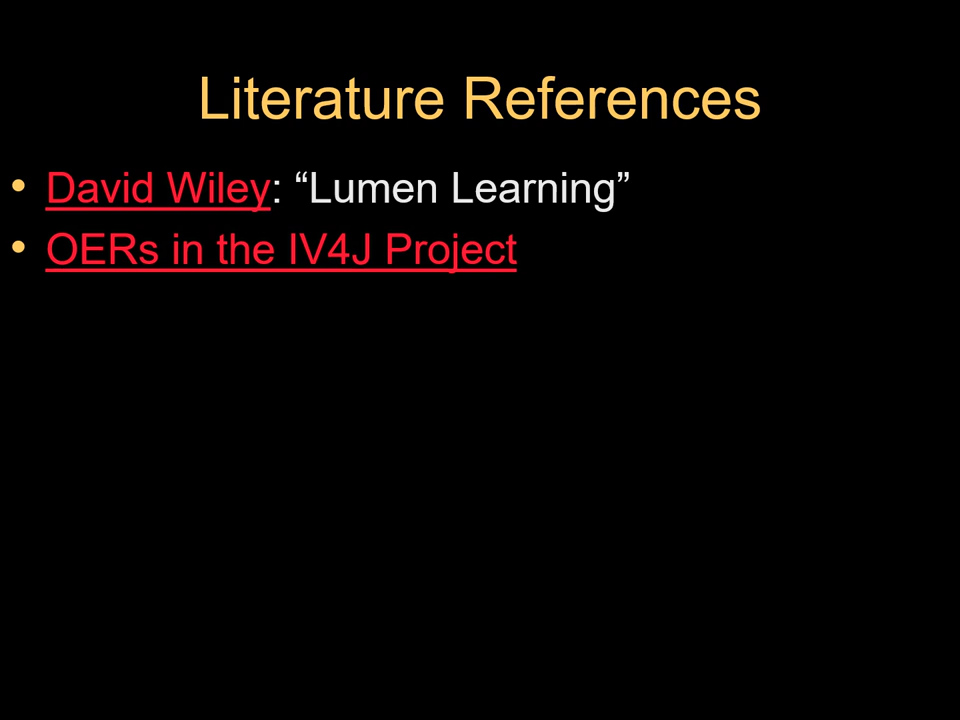 Literature References
• David Wiley: “Lumen Learning”
• OERs in the IV4J Project